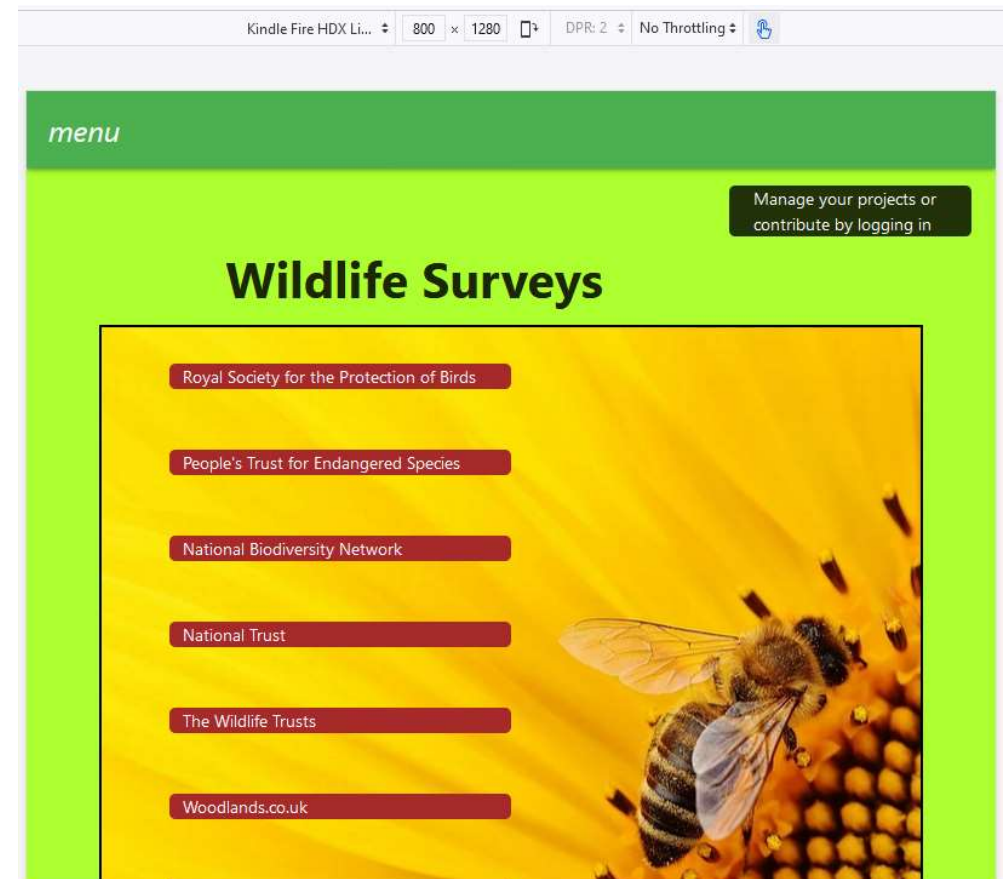 Kindle Fire HDX Li... 800 × 1280 DPR: 2 No Throttling
menu
Manage your projects or
contribute by logging in
Wildlife Surveys
Royal Society for the Protection of Birds
People's Trust for Endangered Species
National Biodiversity Network
National Trust
The Wildlife Trusts
Woodlands.co.uk